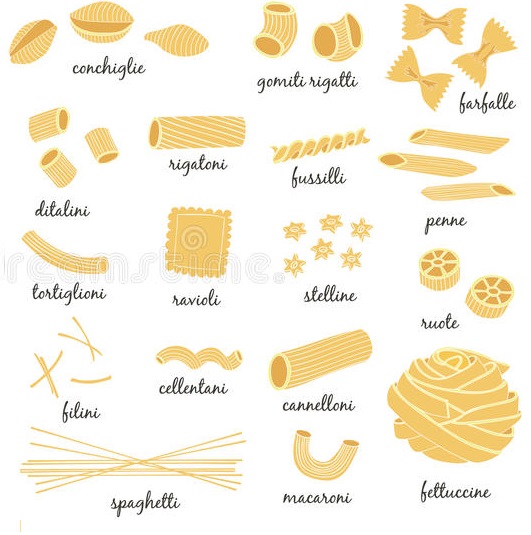 conchiglie
gomiti rigatti
farfalle
ditalini
rigatoni
fussilli
penne
tortiglioni
ravioli
stelline
ruote
filini
cellentani
cannelloni
spaghetti
macaroni
fettuccine